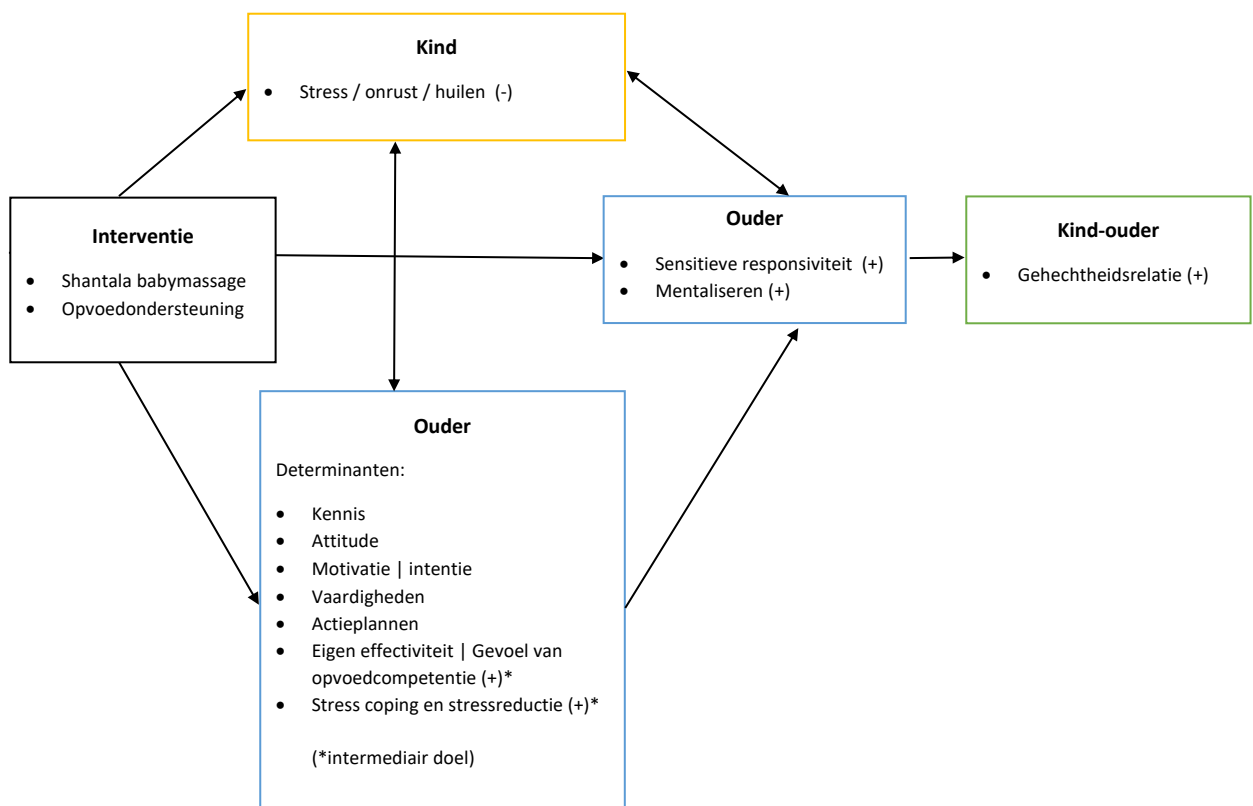 Kind
• Stress / onrust / huilen (-)
Interventie
• Shantala babymassage
• Opvoedondersteuning
Ouder
• Sensitieve responsiviteit (+)
• Mentaliseren (+)
Kind-ouder
• Gehechtheidsrelatie (+)
Ouder
Determinanten:
• Kennis
• Attitude
• Motivatie | intentie
• Vaardigheden
• Actieplannen
• Eigen effectiviteit | Gevoel van
opvoedcompetentie (+)*
• Stress coping en stressreductie (+)*
(*intermediair doel)